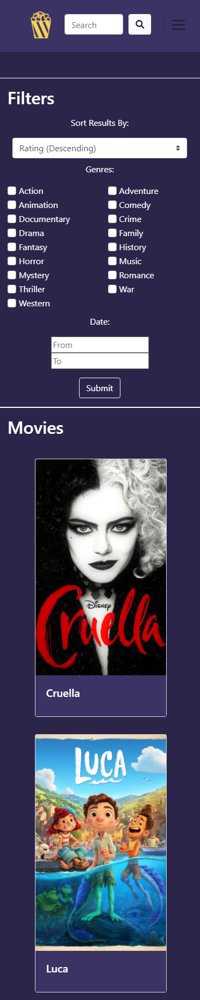 Search
Filters
Sort Results By:
Rating (Descending)
Genres:
Action
Adventure
Animation
Comedy
Documentary
Crime
Drama
Family
Fantasy
History
Horror
Music
Mystery
Romance
Thriller
War
Western
Date:
From
To
Submit
Movies
Disney
Cruella
Cruella
LUCA
Luca